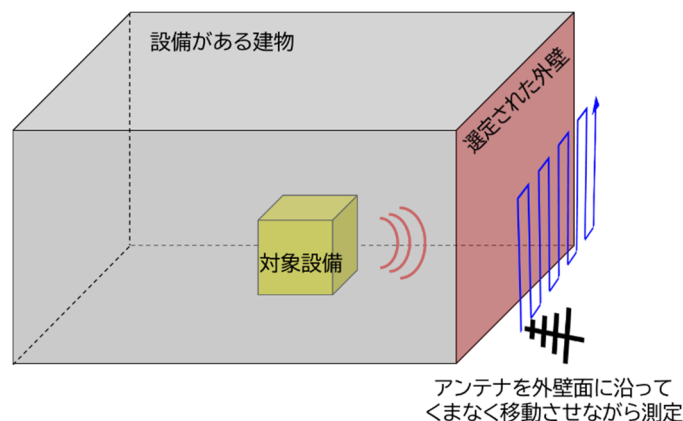 設備がある建物
選定された外壁
対象設備
アンテナを外壁面に沿って
くまなく移動させながら測定